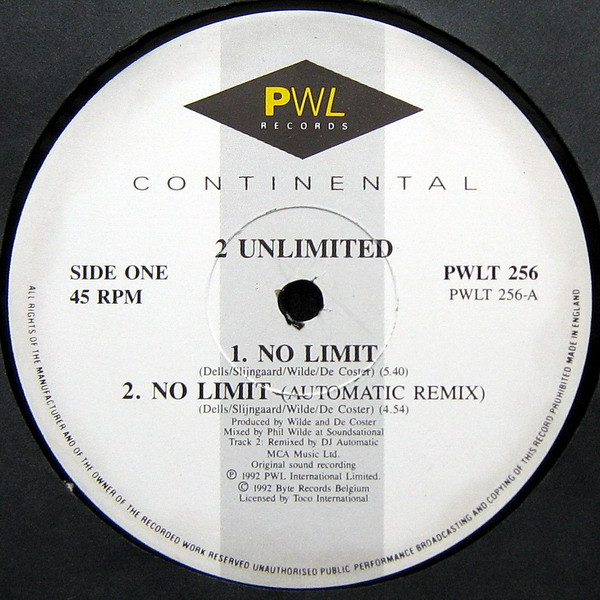 PWL
RECORDS
CONTINENTAL
2 UNLIMITED
SIDE ONE
45 RPM
PWLT 256
PWLT 256-A
1. NO LIMIT
(Dells/Slijngaard/Wilde/De Coster) (5.40)
2. NO LIMIT (AUTOMATIC REMIX)
(Dells/Slijngaard/Wilde/De Coster) (4.54)
Produced by Wilde and De Coster
Mixed by Phil Wilde at Soundsational
Track 2: Remixed by DJ Automatic
MCA Music Ltd.
Original sound recording
℗ 1992 PWL International Limited.
© 1992 Byte Records Belgium
Licensed by Toco International
ALL RIGHTS OF THE MANUFACTURER AND OF THE OWNER OF THE RECORDED WORK RESERVED UNAUTHORISED PUBLIC PERFORMANCE BROADCASTING AND COPYING OF THIS RECORD PROHIBITED MADE IN ENGLAND